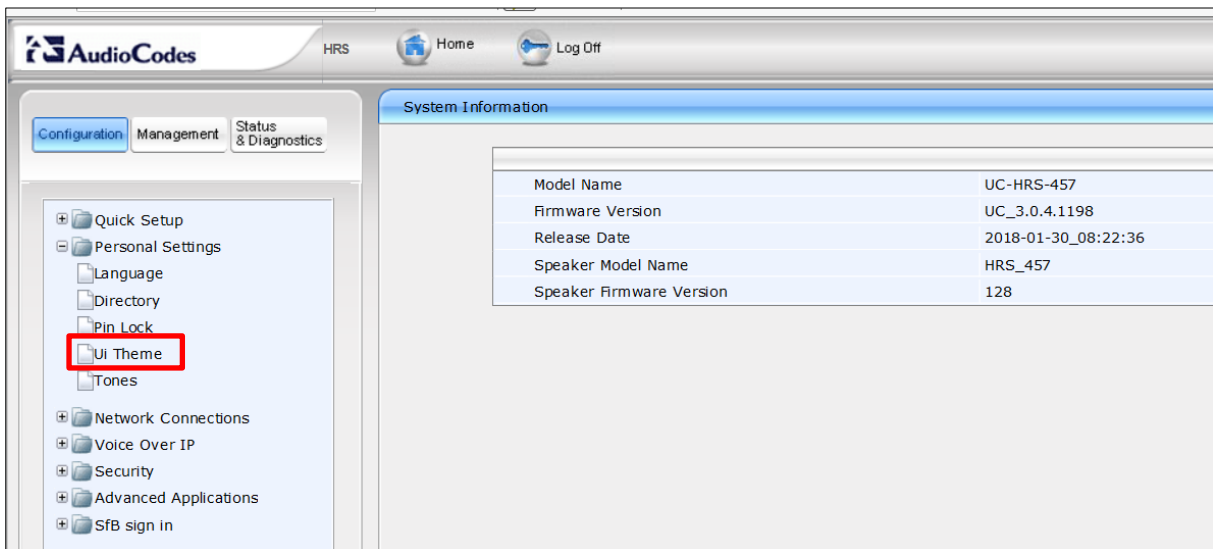 AudioCodes
HRS
Home
Log Off
Configuration
Management
Status
& Diagnostics
Quick Setup
Personal Settings
Language
Directory
Pin Lock
Ui Theme
Tones
Network Connections
Voice Over IP
Security
Advanced Applications
SfB sign in
System Information
Model Name UC-HRS-457
Firmware Version UC_3.0.4.1198
Release Date 2018-01-30_08:22:36
Speaker Model Name HRS_457
Speaker Firmware Version 128